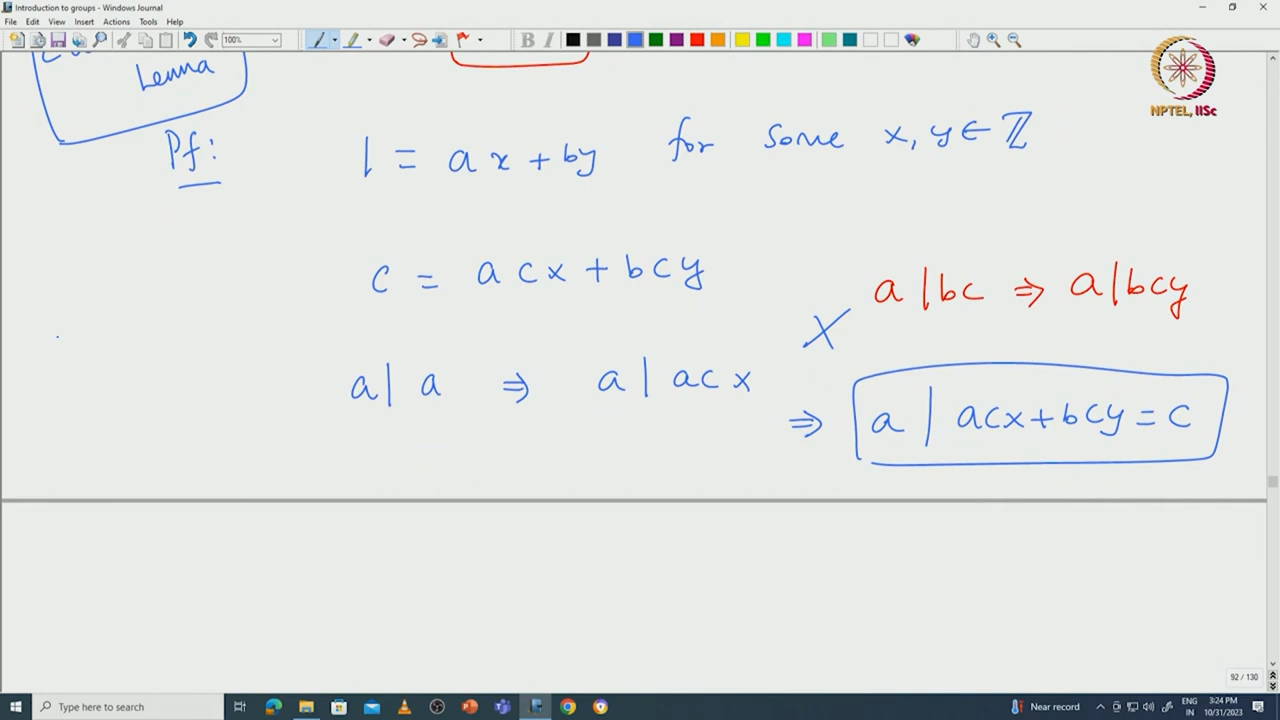 Introduction to groups - Windows Journal
File Edit View Insert Actions Tools Help
100%
B I
NPTEL, IISc
Lemma
Pf: 1 = ax + by for some x, y ∈ ℤ
c = acx + bcy
a | bc ⇒ a | bcy
a | a ⇒ a | acx
⇒ a | acx + bcy = c
92 / 130
Type here to search
Near record
ENG
IN
3:24 PM
10/31/2023